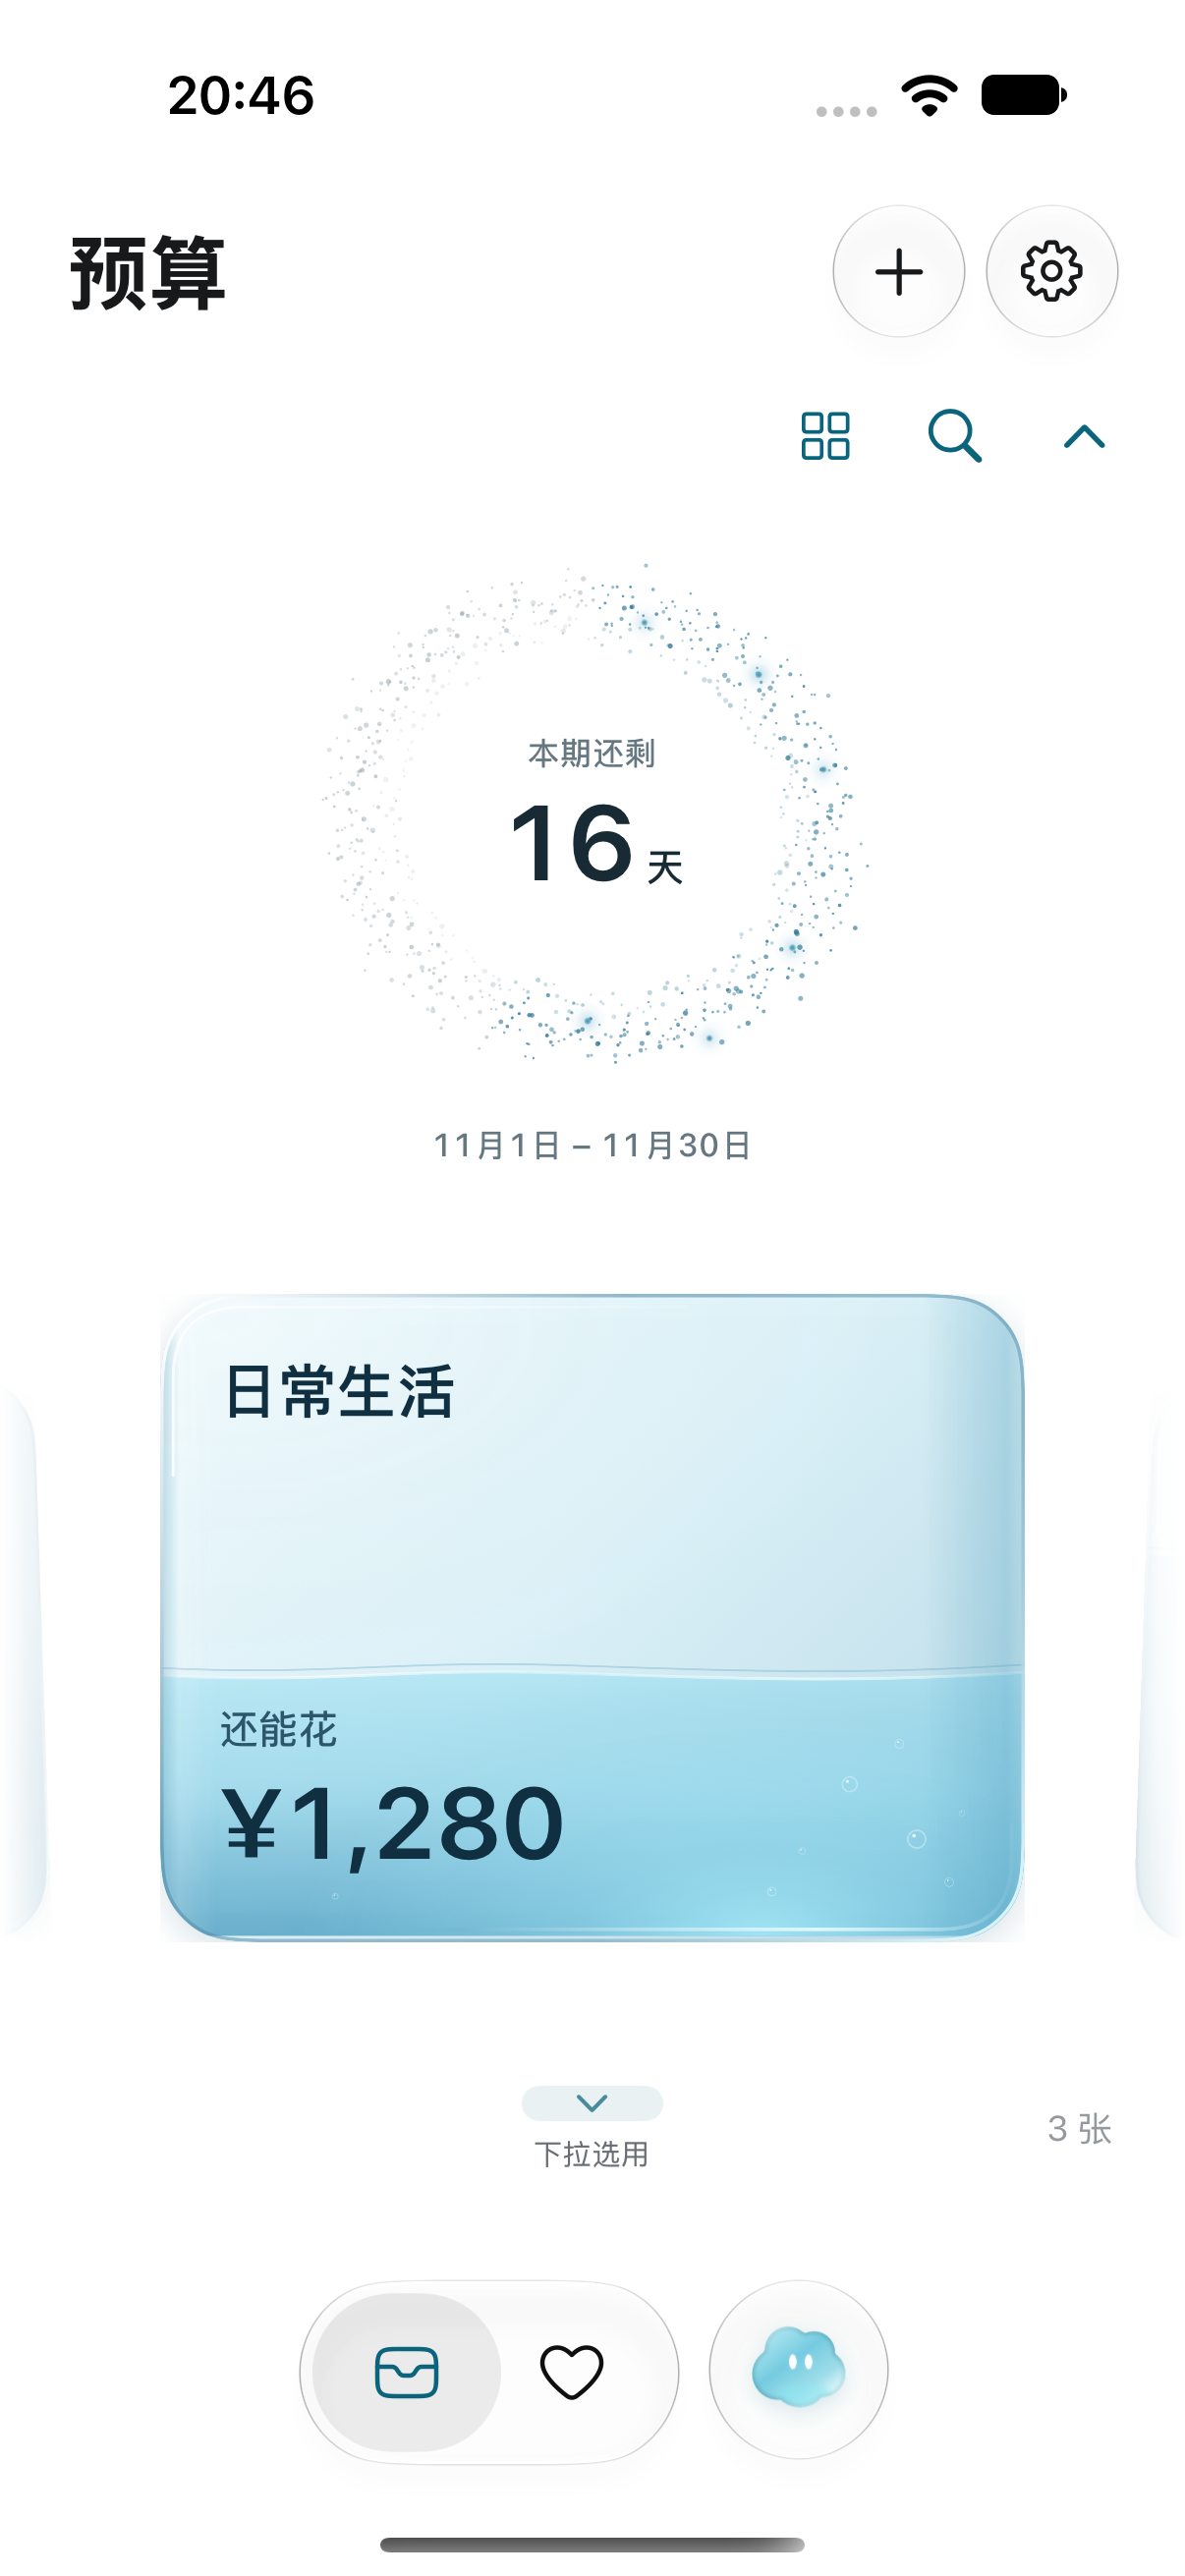 20:46
预算
本期还剩
16 天
11月1日 – 11月30日
日常生活
还能花
¥1,280
下拉选用
3 张